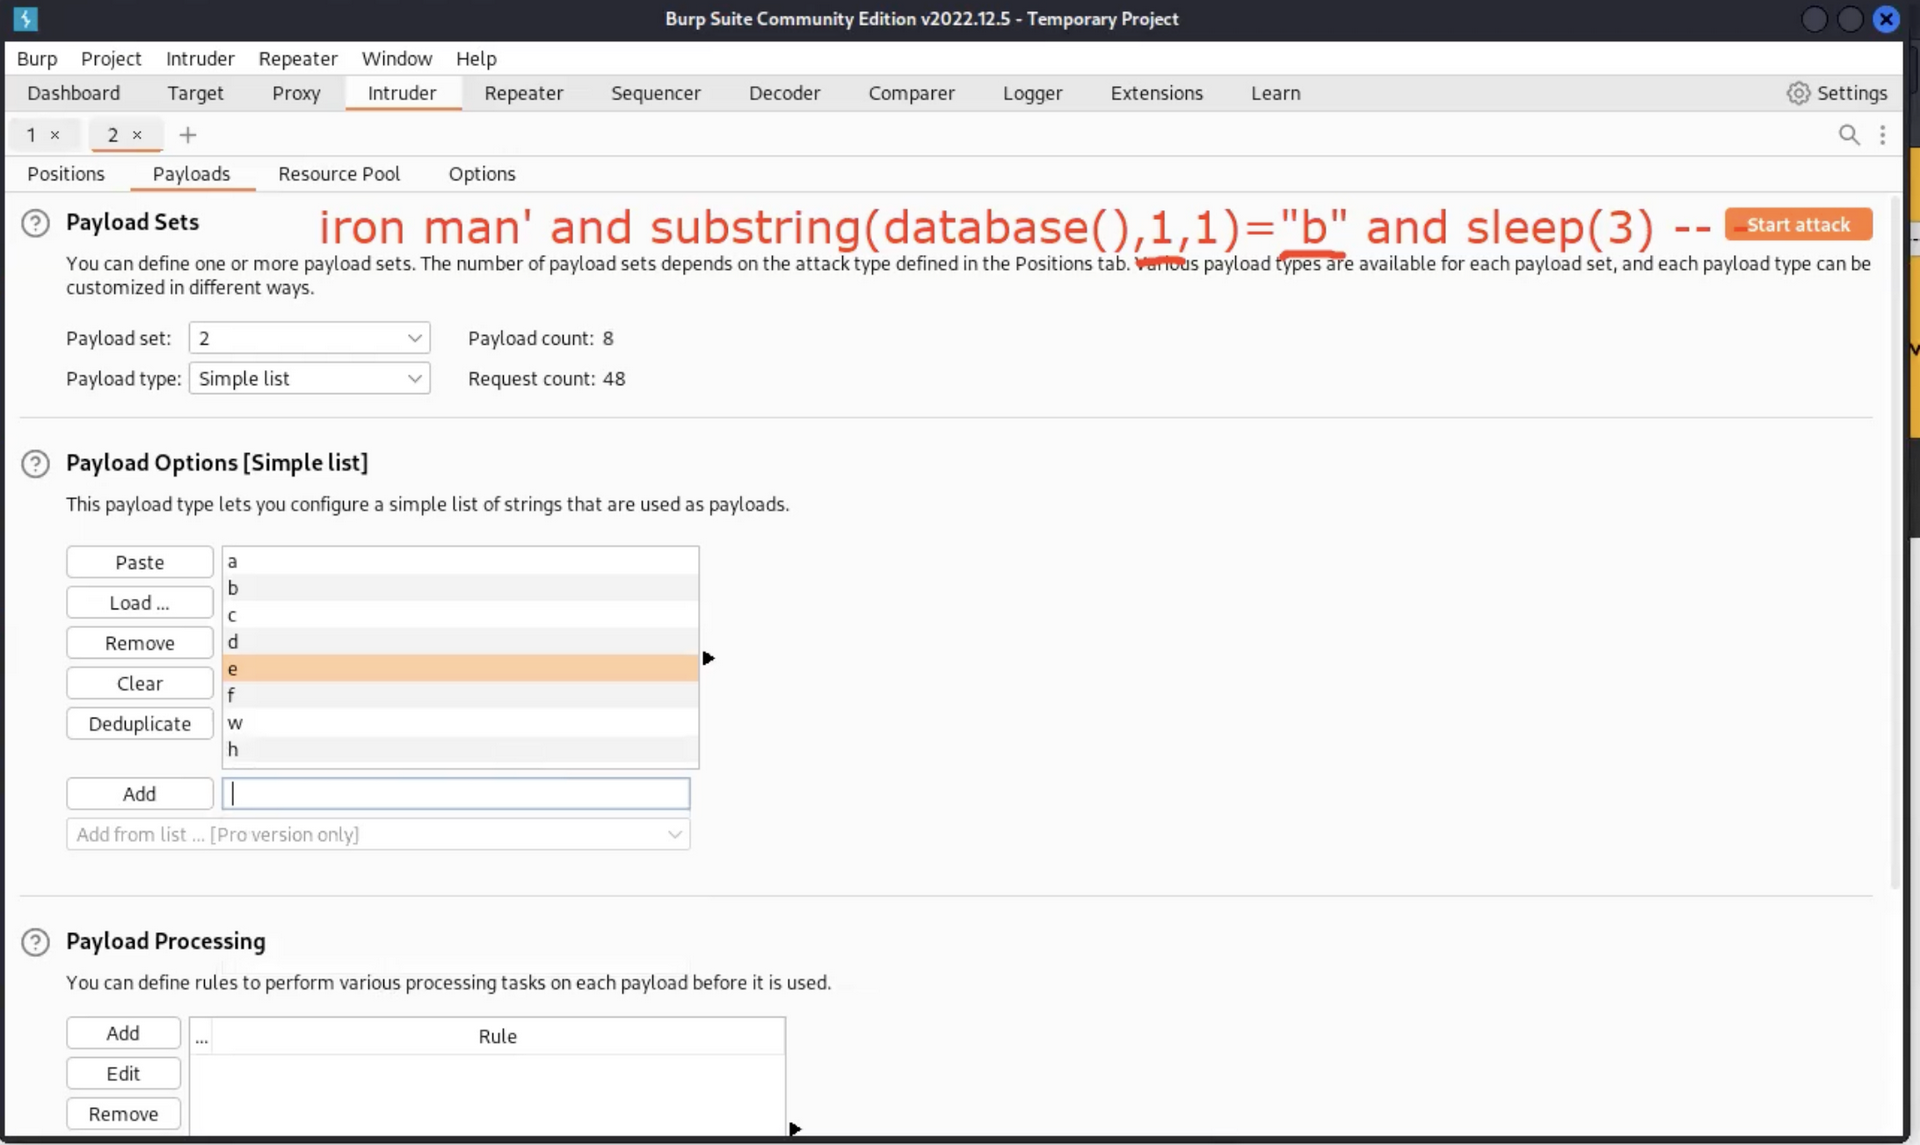 Burp Suite Community Edition v2022.12.5 - Temporary Project
Burp Project Intruder Repeater Window Help
Dashboard Target Proxy Intruder Repeater Sequencer Decoder Comparer Logger Extensions Learn Settings
1 × 2 × +
Positions Payloads Resource Pool Options
Payload Sets
iron man' and substring(database(),1,1)="b" and sleep(3) -- -
Start attack
You can define one or more payload sets. The number of payload sets depends on the attack type defined in the Positions tab. Various payload types are available for each payload set, and each payload type can be
customized in different ways.
Payload set: 2 Payload count: 8
Payload type: Simple list Request count: 48
Payload Options [Simple list]
This payload type lets you configure a simple list of strings that are used as payloads.
Paste
Load ...
Remove
Clear
Deduplicate
a
b
c
d
e
f
w
h
Add
Add from list ... [Pro version only]
Payload Processing
You can define rules to perform various processing tasks on each payload before it is used.
Add
Edit
Remove
... Rule